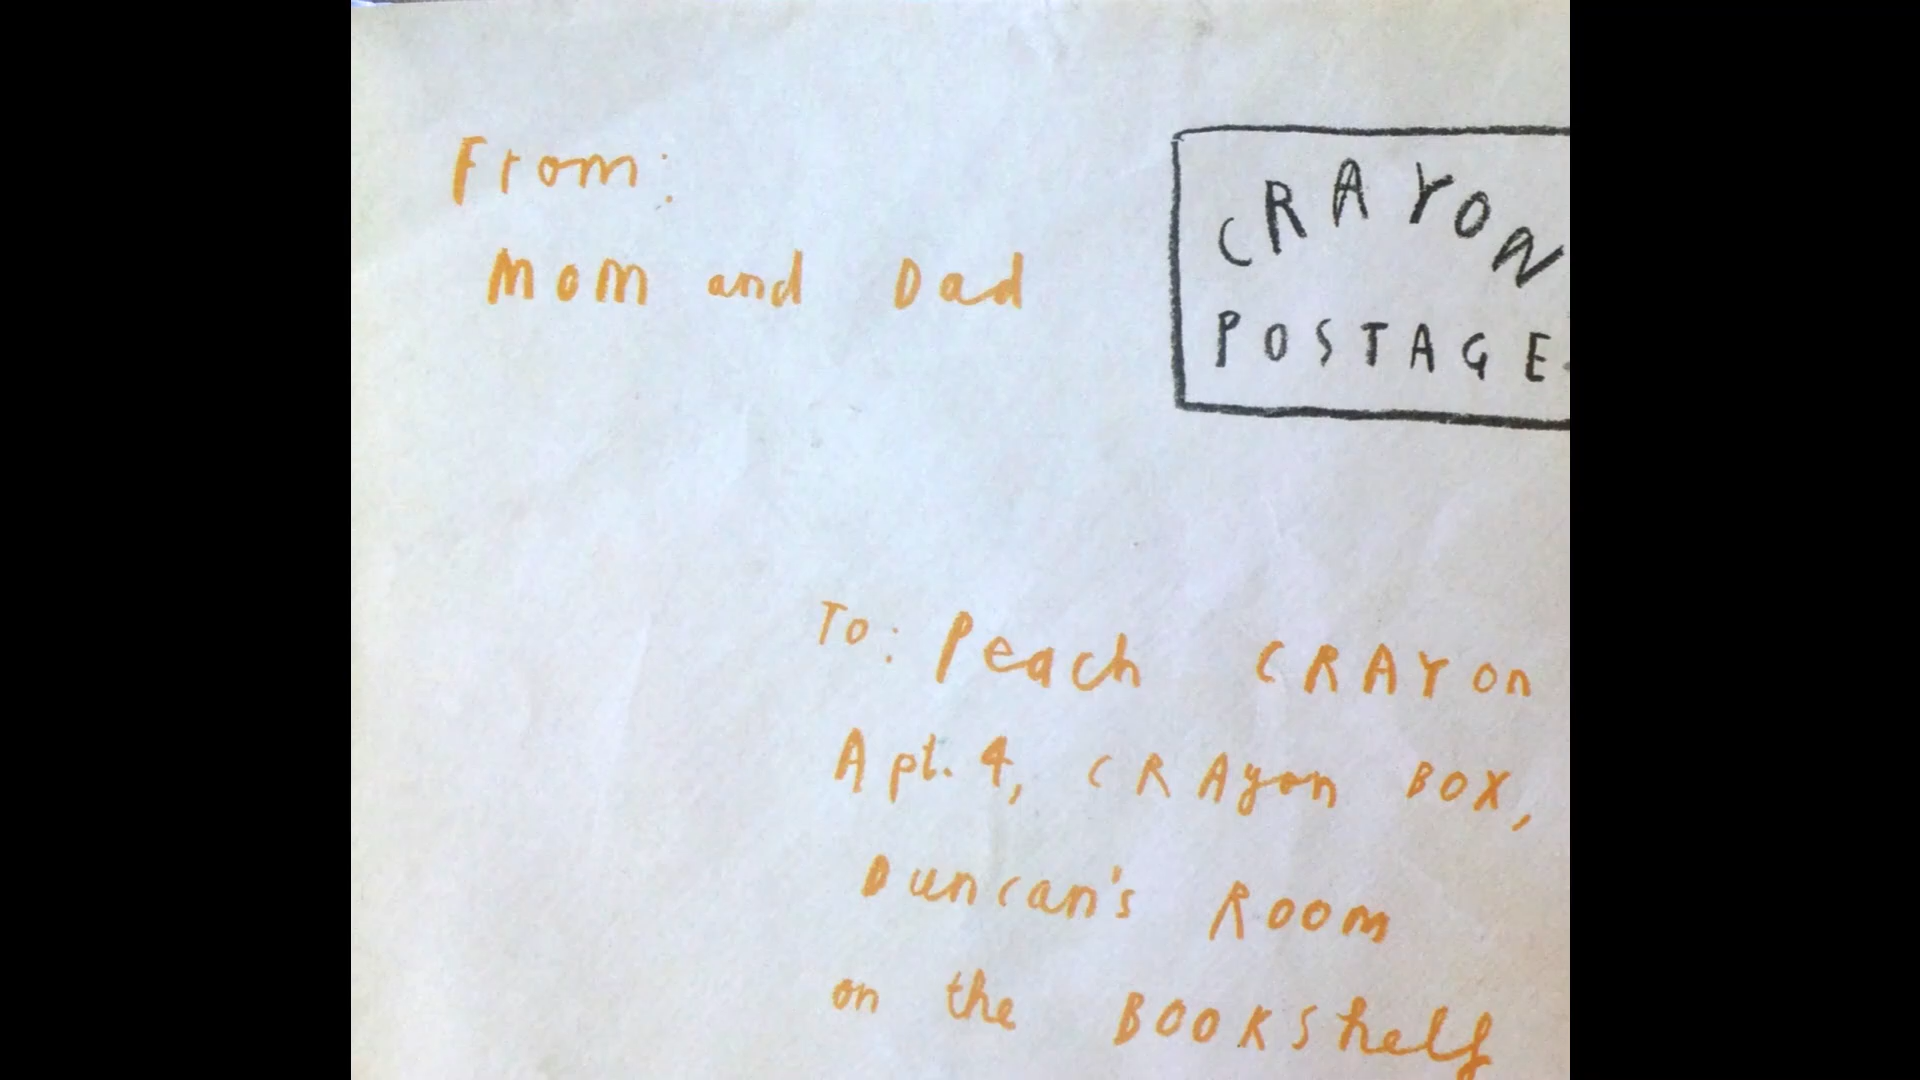 From:
Mom and Dad
CRAYON
POSTAGE
To: Peach CRAYon
Apt. 4, CRAyon BOX,
Duncan's Room
on the BOOKShelf